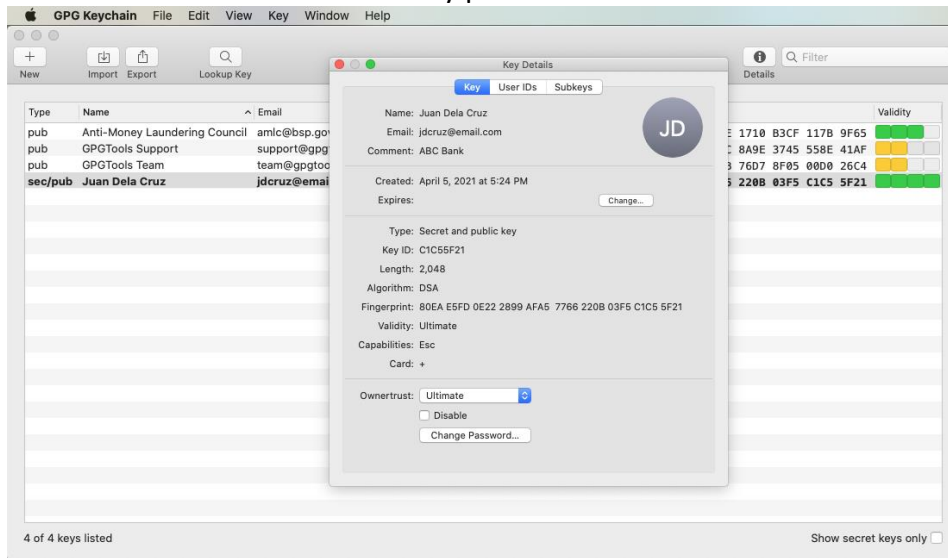 GPG Keychain File Edit View Key Window Help
New Import Export Lookup Key
Details Filter
Type Name Email Validity
pub Anti-Money Laundering Council amlc@bsp.go 1710 B3CF 117B 9F65
pub GPGTools Support support@gpg 8A9E 3745 558E 41AF
pub GPGTools Team team@gpgtoo 76D7 8F05 00D0 26C4
sec/pub Juan Dela Cruz jdcruz@emai 220B 03F5 C1C5 5F21
Key Details
Key User IDs Subkeys
Name: Juan Dela Cruz
JD
Email: jdcruz@email.com
Comment: ABC Bank
Created: April 5, 2021 at 5:24 PM
Expires: Change...
Type: Secret and public key
Key ID: C1C55F21
Length: 2,048
Algorithm: DSA
Fingerprint: 80EA E5FD 0E22 2899 AFA5 7766 220B 03F5 C1C5 5F21
Validity: Ultimate
Capabilities: Esc
Card: +
Ownertrust: Ultimate
Disable
Change Password...
4 of 4 keys listed
Show secret keys only